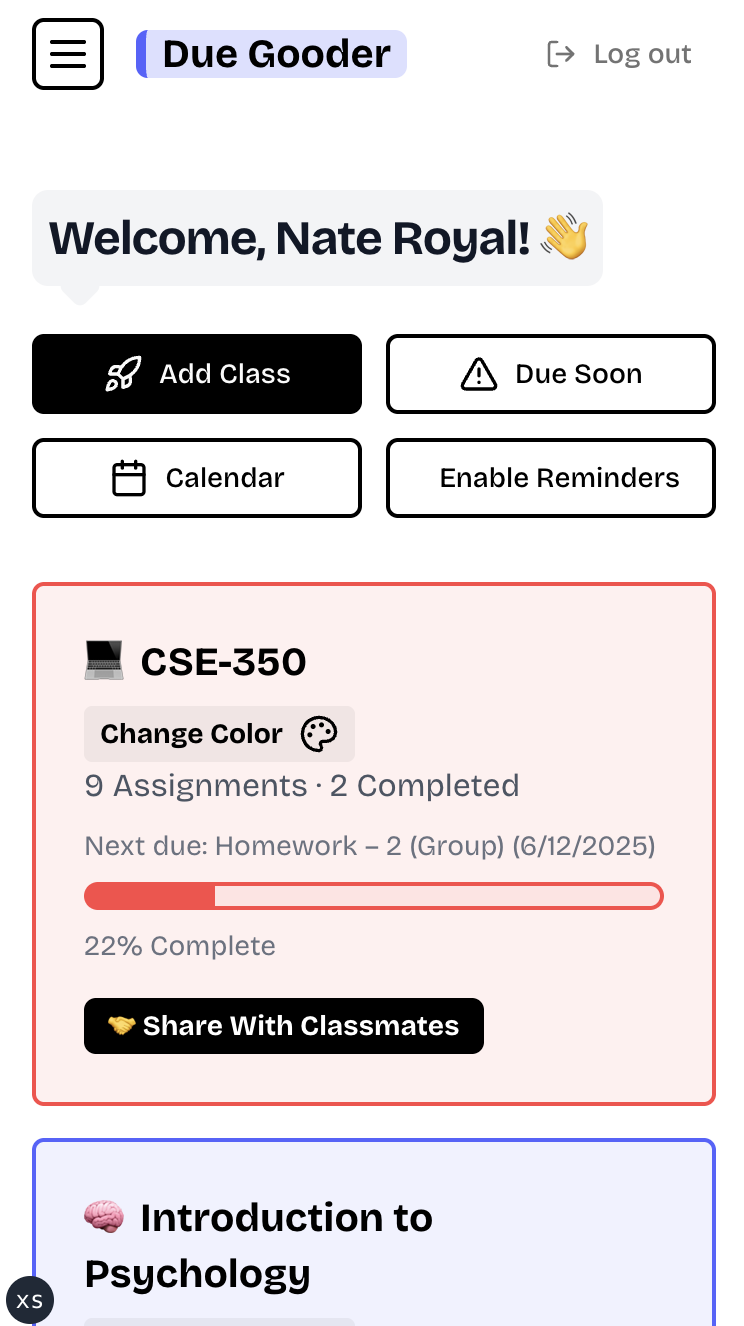 Due Gooder
Log out
Welcome, Nate Royal! 👋
Add Class
Due Soon
Calendar
Enable Reminders
💻 CSE-350
Change Color
9 Assignments · 2 Completed
Next due: Homework – 2 (Group) (6/12/2025)
22% Complete
🤝 Share With Classmates
🧠 Introduction to
Psychology
xs